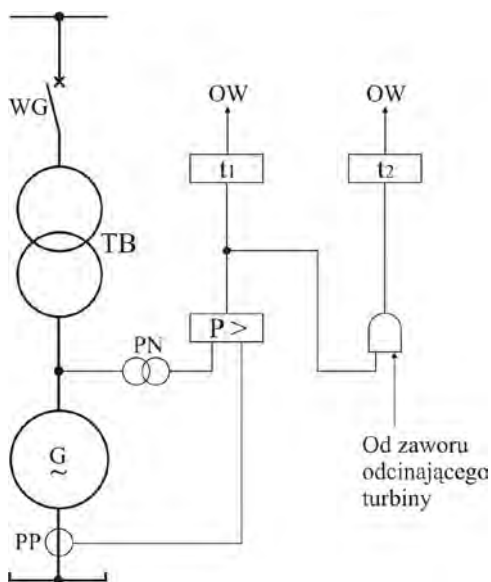 OW
OW
WG
t1
t2
TB
P >
PN
G
~
Od zaworu
odcinającego
turbiny
PP